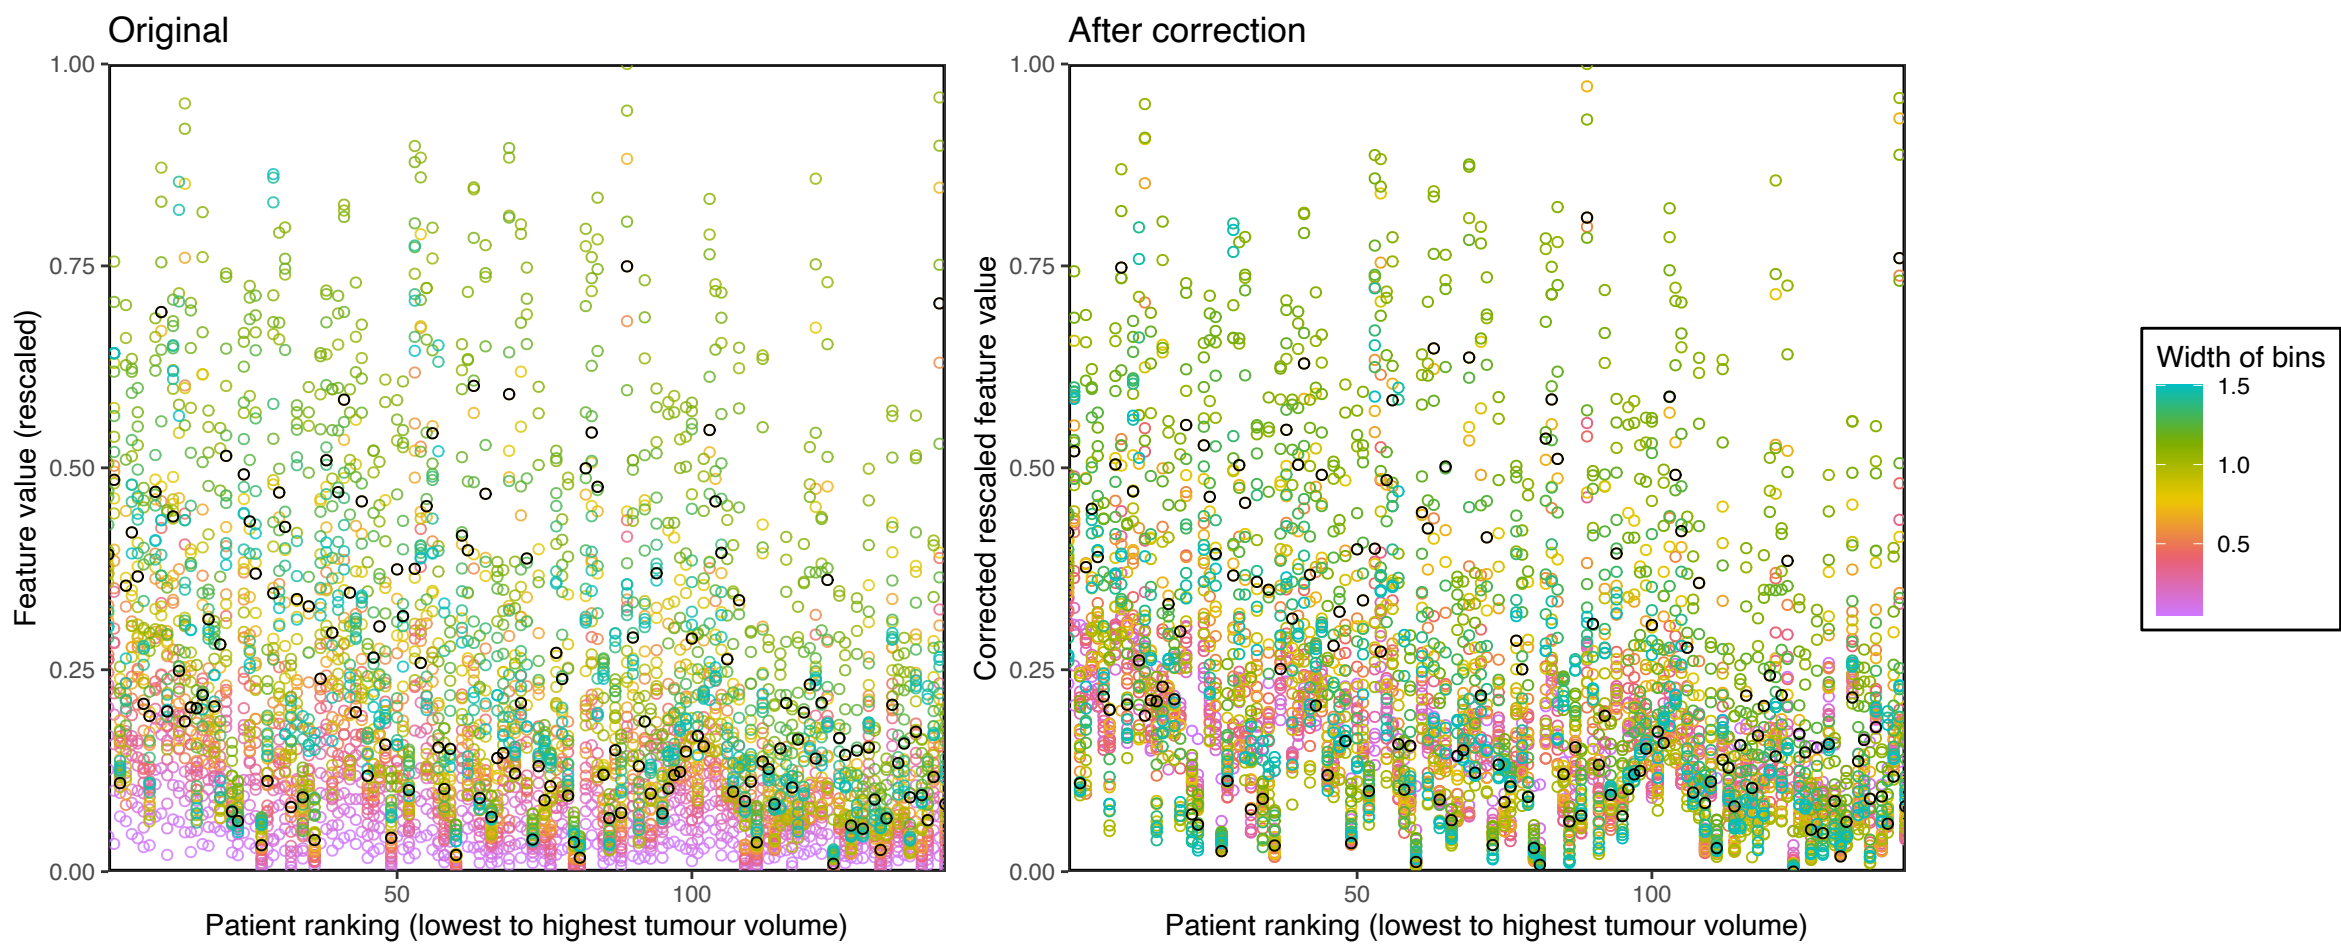 Original
After correction
1.00
0.75
0.50
0.25
0.00
Feature value (rescaled)
50
100
Patient ranking (lowest to highest tumour volume)
1.00
0.75
0.50
0.25
0.00
Corrected rescaled feature value
50
100
Patient ranking (lowest to highest tumour volume)
Width of bins
1.5
1.0
0.5